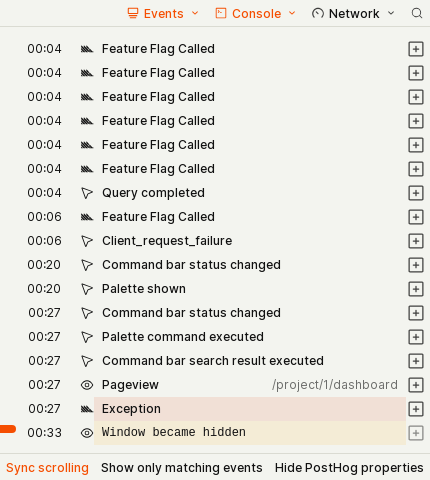 Events Console Network
00:04 Feature Flag Called
00:04 Feature Flag Called
00:04 Feature Flag Called
00:04 Feature Flag Called
00:04 Feature Flag Called
00:04 Feature Flag Called
00:04 Query completed
00:06 Feature Flag Called
00:06 Client_request_failure
00:20 Command bar status changed
00:20 Palette shown
00:27 Command bar status changed
00:27 Palette command executed
00:27 Command bar search result executed
00:27 Pageview /project/1/dashboard
00:27 Exception
00:33 Window became hidden
Sync scrolling Show only matching events Hide PostHog properties